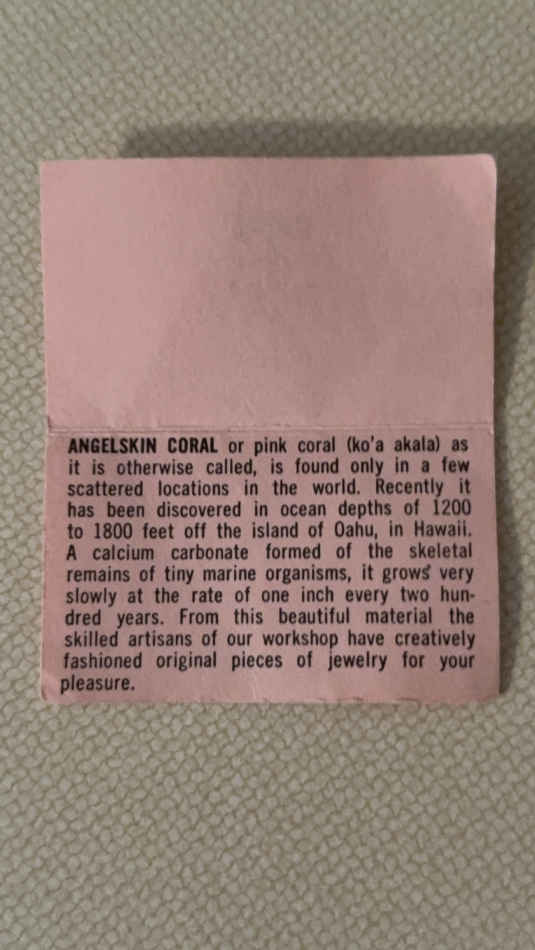 ANGELSKIN CORAL or pink coral (ko'a akala) as
it is otherwise called, is found only in a few
scattered locations in the world. Recently it
has been discovered in ocean depths of 1200
to 1800 feet off the island of Oahu, in Hawaii.
A calcium carbonate formed of the skeletal
remains of tiny marine organisms, it grows very
slowly at the rate of one inch every two hun-
dred years. From this beautiful material the
skilled artisans of our workshop have creatively
fashioned original pieces of jewelry for your
pleasure.